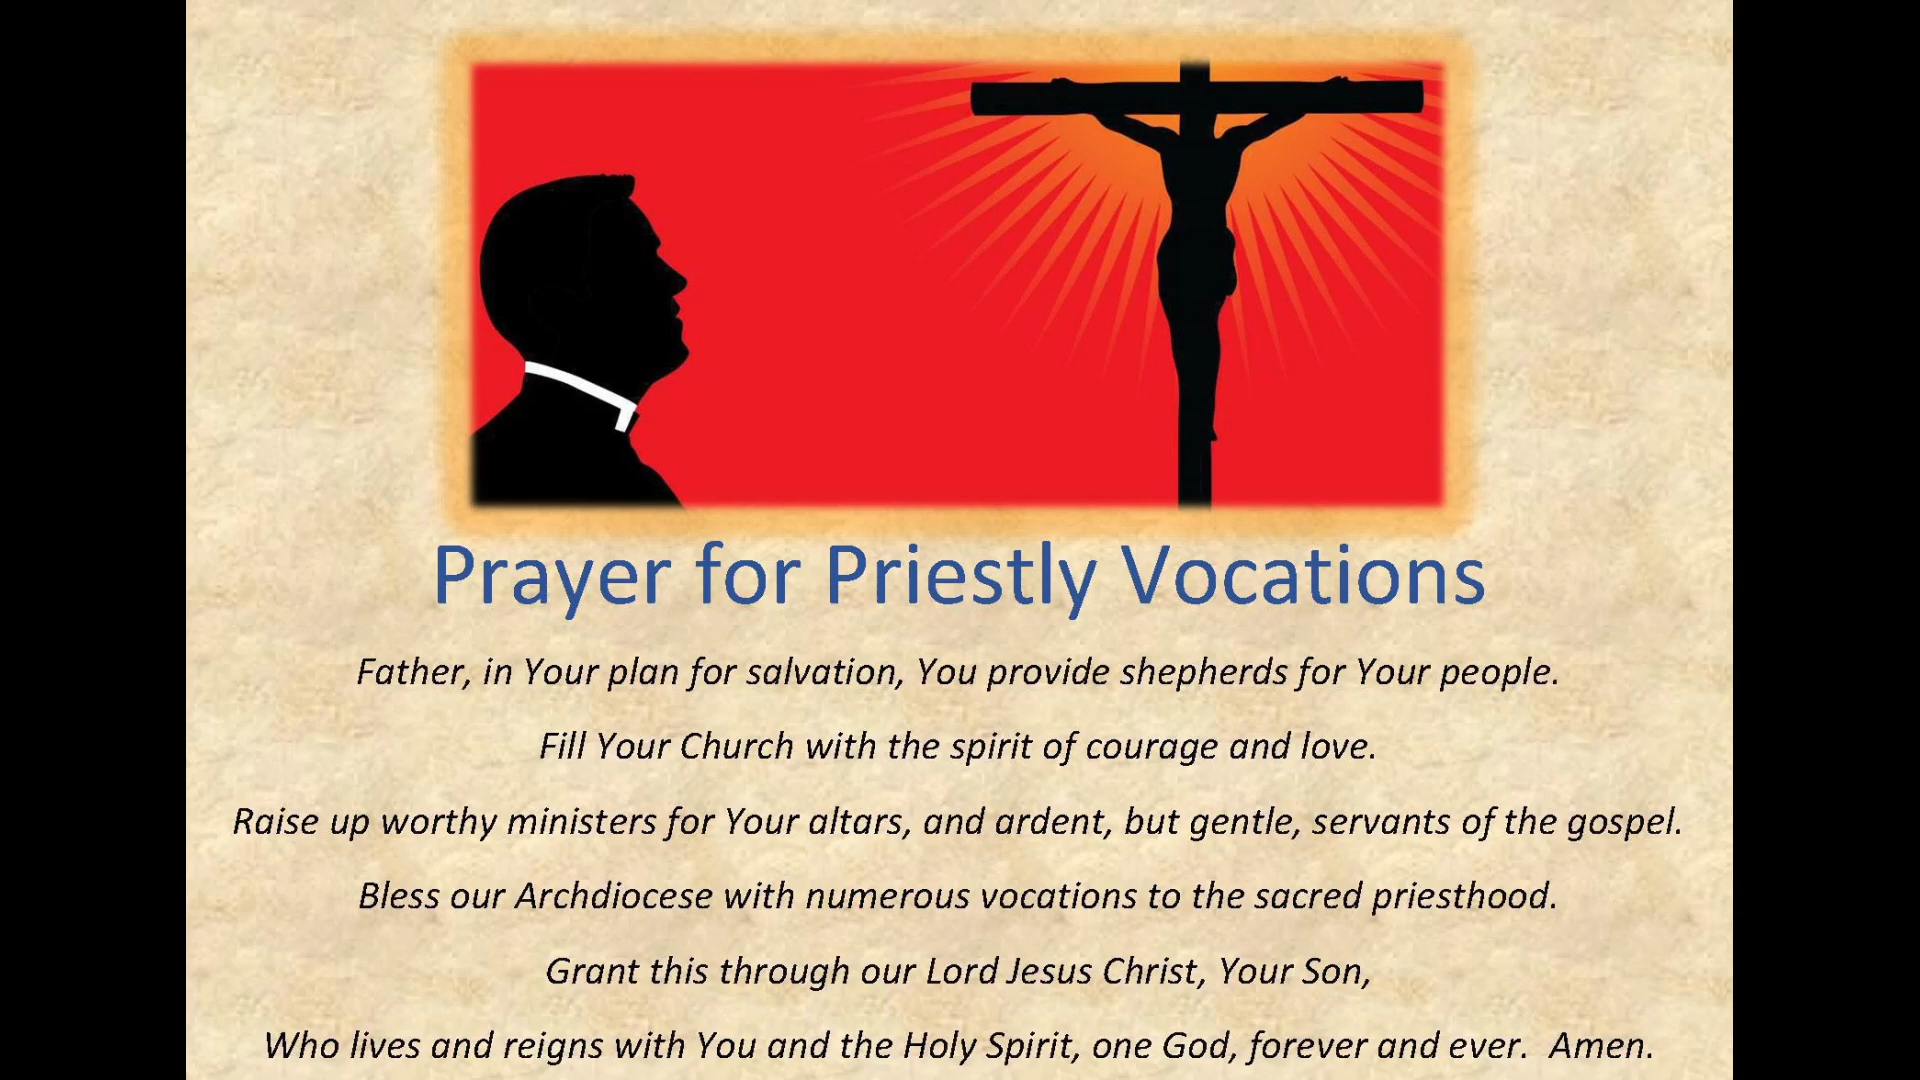 Prayer for Priestly Vocations
Father, in Your plan for salvation, You provide shepherds for Your people.
Fill Your Church with the spirit of courage and love.
Raise up worthy ministers for Your altars, and ardent, but gentle, servants of the gospel.
Bless our Archdiocese with numerous vocations to the sacred priesthood.
Grant this through our Lord Jesus Christ, Your Son,
Who lives and reigns with You and the Holy Spirit, one God, forever and ever.  Amen.